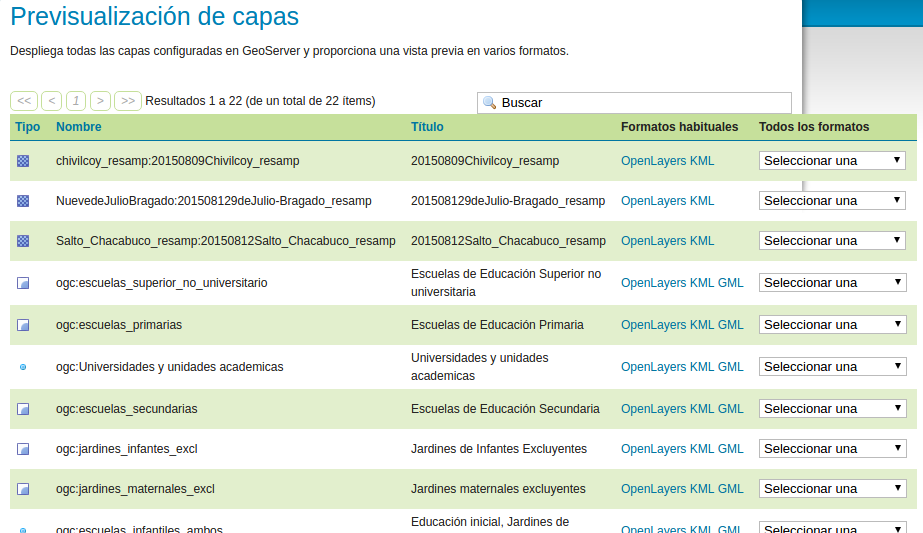 Previsualización de capas
Despliega todas las capas configuradas en GeoServer y proporciona una vista previa en varios formatos.
<< < 1 > >> Resultados 1 a 22 (de un total de 22 ítems) Buscar
Tipo Nombre Título Formatos habituales Todos los formatos
chivilcoy_resamp:20150809Chivilcoy_resamp 20150809Chivilcoy_resamp OpenLayers KML Seleccionar una
NuevedeJulioBragado:201508129deJulio-Bragado_resamp 201508129deJulio-Bragado_resamp OpenLayers KML Seleccionar una
Salto_Chacabuco_resamp:20150812Salto_Chacabuco_resamp 20150812Salto_Chacabuco_resamp OpenLayers KML Seleccionar una
ogc:escuelas_superior_no_universitario Escuelas de Educación Superior no
universitaria OpenLayers KML GML Seleccionar una
ogc:escuelas_primarias Escuelas de Educación Primaria OpenLayers KML GML Seleccionar una
ogc:Universidades y unidades academicas Universidades y unidades
academicas OpenLayers KML GML Seleccionar una
ogc:escuelas_secundarias Escuelas de Educación Secundaria OpenLayers KML GML Seleccionar una
ogc:jardines_infantes_excl Jardines de Infantes Excluyentes OpenLayers KML GML Seleccionar una
ogc:jardines_maternales_excl Jardines maternales excluyentes OpenLayers KML GML Seleccionar una
ogc:escuelas_infantiles_ambos Educación inicial, Jardines de OpenLayers KML GML Seleccionar una